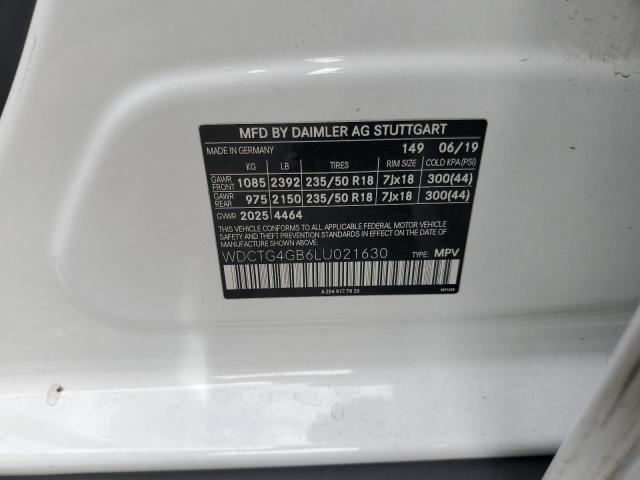 MFD BY DAIMLER AG STUTTGART
MADE IN GERMANY 149 06/19
KG LB TIRES RIM SIZE COLD KPA(PSI)
GAWR FRONT 1085 2392 235/50 R18 7Jx18 300(44)
GAWR REAR 975 2150 235/50 R18 7Jx18 300(44)
GVWR 2025 4464
THIS VEHICLE CONFORMS TO ALL APPLICABLE FEDERAL MOTOR VEHICLE
SAFETY, BUMPER, AND THEFT PREVENTION STANDARDS IN EFFECT ON THE
DATE OF MANUFACTURE SHOWN ABOVE.
WDCTG4GB6LU021630 TYPE: MPV
A 204 817 78 20